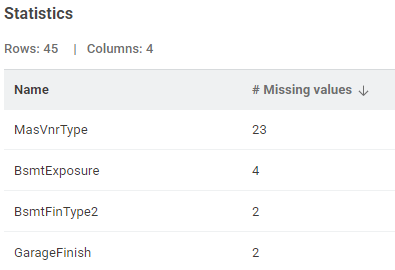 Statistics
Rows: 45 | Columns: 4
Name # Missing values ↓
MasVnrType 23
BsmtExposure 4
BsmtFinType2 2
GarageFinish 2